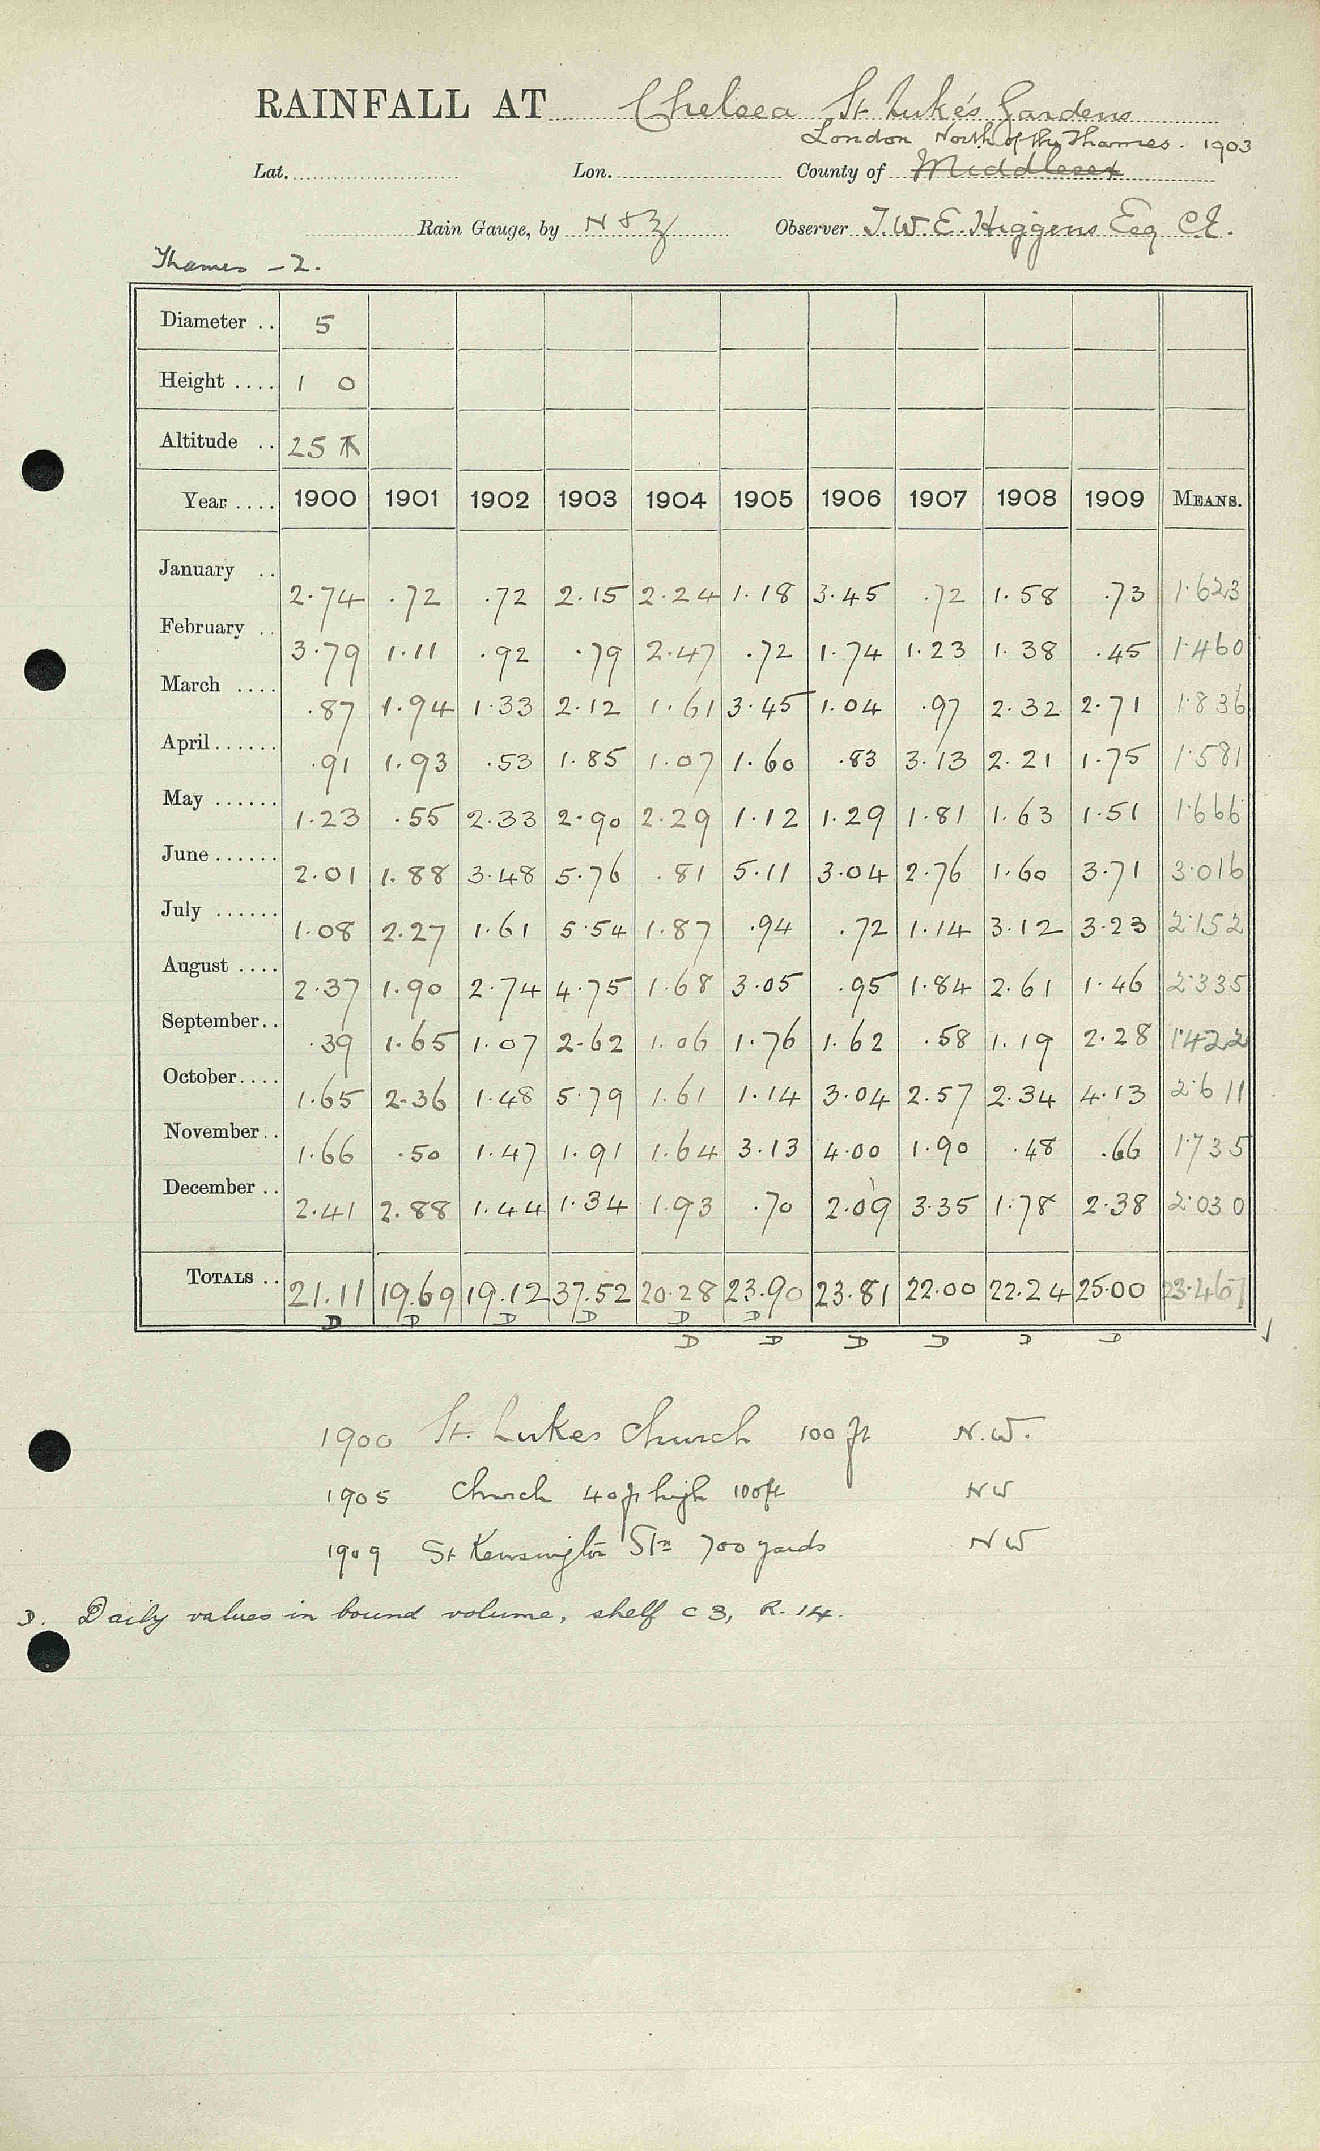 RAINFALL AT Chelsea St Luke's Gardens
London North of the Thames. 1903
Lat. Lon. County of Middlesex
Rain Gauge, by N & Z Observer J. W. E. Higgens Esq C.E.
Thames - 2.
Diameter .. 5
Height .... 1 0
Altitude .. 25
Year .... 1900 1901 1902 1903 1904 1905 1906 1907 1908 1909 MEANS.
January .. 2.74 .72 .72 2.15 2.24 1.18 3.45 .72 1.58 .73 1.623
February .. 3.79 1.11 .92 .79 2.47 .72 1.74 1.23 1.38 .45 1.460
March .... .87 1.94 1.33 2.12 1.61 3.45 1.04 .97 2.32 2.71 1.836
April...... .91 1.93 .53 1.85 1.07 1.60 .83 3.13 2.21 1.75 1.581
May ...... 1.23 .55 2.33 2.90 2.29 1.12 1.29 1.81 1.63 1.51 1.666
June...... 2.01 1.88 3.48 5.76 .81 5.11 3.04 2.76 1.60 3.71 3.016
July ...... 1.08 2.27 1.61 5.54 1.87 .94 .72 1.14 3.12 3.23 2.152
August .... 2.37 1.90 2.74 4.75 1.68 3.05 .95 1.84 2.61 1.46 2.335
September.. .39 1.65 1.07 2.62 1.06 1.76 1.62 .58 1.19 2.28 1.422
October.... 1.65 2.36 1.48 5.79 1.61 1.14 3.04 2.57 2.34 4.13 2.611
November.. 1.66 .50 1.47 1.91 1.64 3.13 4.00 1.90 .48 .66 1.735
December .. 2.41 2.88 1.44 1.34 1.93 .70 2.09 3.35 1.78 2.38 2.030
TOTALS .. 21.11 19.69 19.12 37.52 20.28 23.90 23.81 22.00 22.24 25.00 23.467
D D D D D D
D D D D D D
1900 St. Lukes Church 100 ft N.W.
1905 Church 40ft high 100ft NW
1909 St Kensington Stn 700 yards NW
D. Daily values in bound volume, shelf C 3, R. 14.